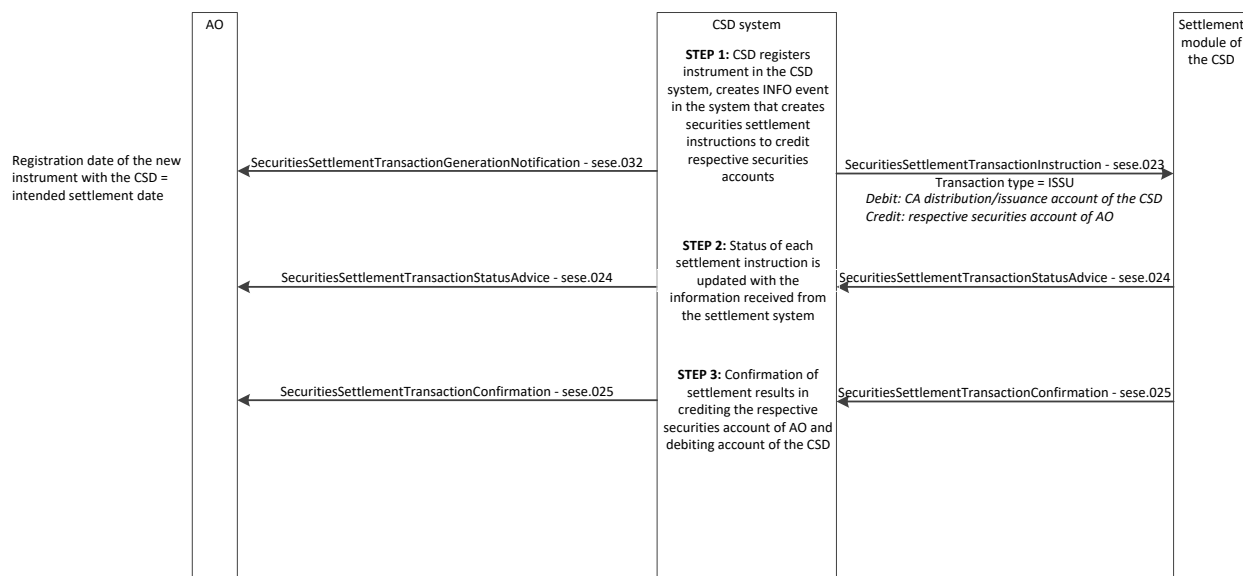 AO
CSD system
Settlement
module of
the CSD
STEP 1: CSD registers
instrument in the CSD
system, creates INFO event
in the system that creates
securities settlement
instructions to credit
respective securities
accounts
Registration date of the new
instrument with the CSD =
intended settlement date
SecuritiesSettlementTransactionGenerationNotification - sese.032
SecuritiesSettlementTransactionInstruction - sese.023
Transaction type = ISSU
Debit: CA distribution/issuance account of the CSD
Credit: respective securities account of AO
STEP 2: Status of each
settlement instruction is
updated with the
information received from
the settlement system
SecuritiesSettlementTransactionStatusAdvice - sese.024
SecuritiesSettlementTransactionStatusAdvice - sese.024
STEP 3: Confirmation of
settlement results in
crediting the respective
securities account of AO and
debiting account of the CSD
SecuritiesSettlementTransactionConfirmation - sese.025
SecuritiesSettlementTransactionConfirmation - sese.025